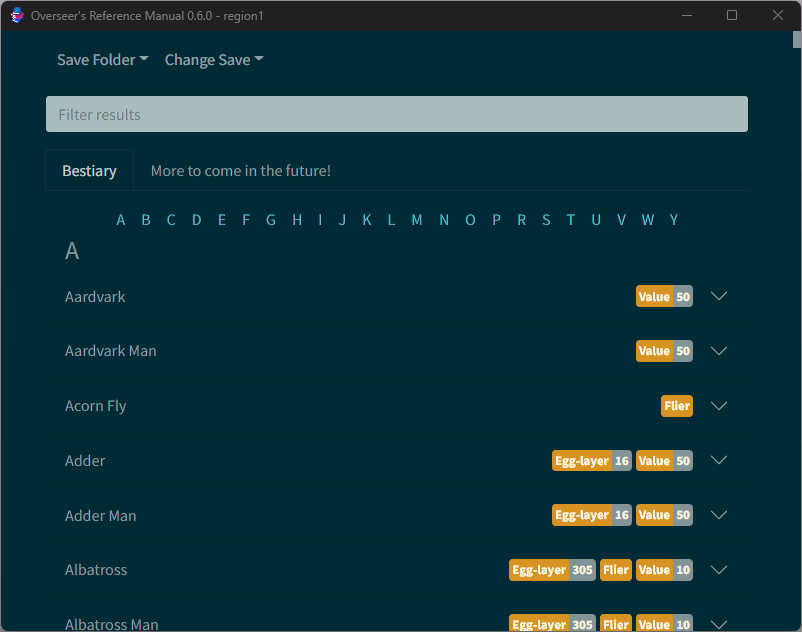 Overseer's Reference Manual 0.6.0 - region1
Save Folder Change Save
Filter results
Bestiary More to come in the future!
A B C D E F G H I J K L M N O P R S T U V W Y
A
Aardvark Value 50
Aardvark Man Value 50
Acorn Fly Flier
Adder Egg-layer 16 Value 50
Adder Man Egg-layer 16 Value 50
Albatross Egg-layer 305 Flier Value 10
Albatross Man Egg-layer 305 Flier Value 10